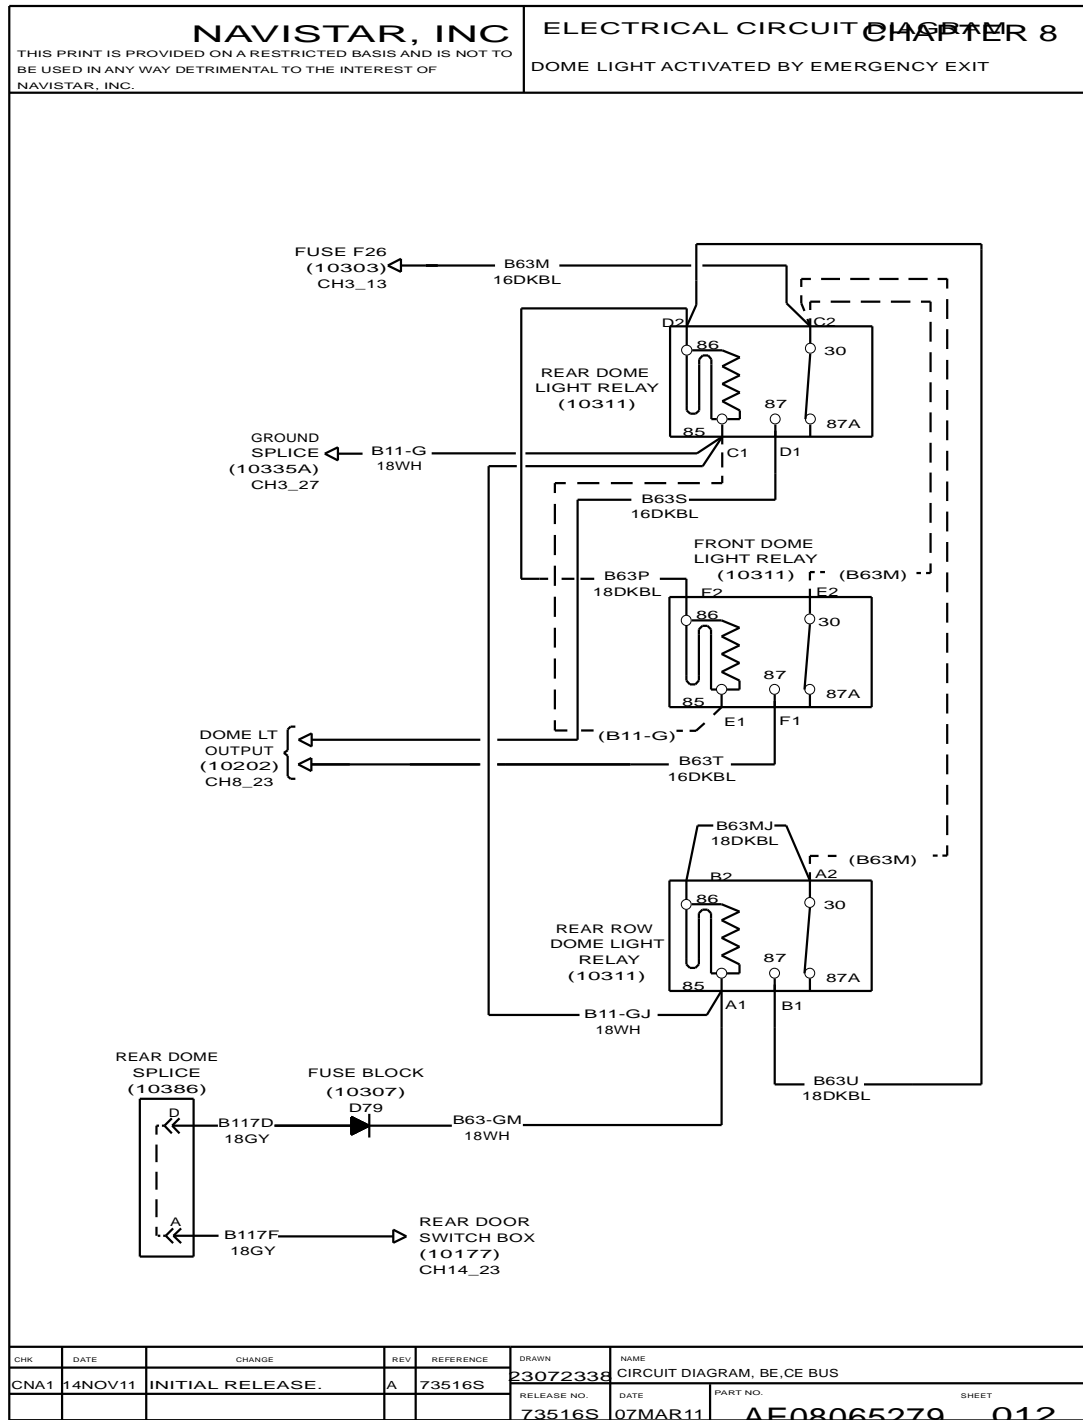 NAVISTAR, INC
THIS PRINT IS PROVIDED ON A RESTRICTED BASIS AND IS NOT TO
BE USED IN ANY WAY DETRIMENTAL TO THE INTEREST OF
NAVISTAR, INC.
ELECTRICAL CIRCUIT DIAGRAM
CHAPTER 8
DOME LIGHT ACTIVATED BY EMERGENCY EXIT
FUSE F26
(10303)
CH3_13
B63M
16DKBL
D2
C2
86
30
REAR DOME
LIGHT RELAY
(10311)
87
87A
85
C1
D1
GROUND
SPLICE
(10335A)
CH3_27
B11-G
18WH
B63S
16DKBL
FRONT DOME
LIGHT RELAY
(10311)
(B63M)
B63P
18DKBL
F2
E2
86
30
87
87A
85
E1
F1
(B11-G)
DOME LT
OUTPUT
(10202)
CH8_23
B63T
16DKBL
B63MJ
18DKBL
(B63M)
B2
A2
86
30
REAR ROW
DOME LIGHT
RELAY
(10311)
87
87A
85
A1
B1
B11-GJ
18WH
REAR DOME
SPLICE
(10386)
FUSE BLOCK
(10307)
D79
B63U
18DKBL
D
B117D
18GY
B63-GM
18WH
A
B117F
18GY
REAR DOOR
SWITCH BOX
(10177)
CH14_23
CHK DATE CHANGE REV REFERENCE DRAWN NAME
CNA1 14NOV11 INITIAL RELEASE. A 73516S 23072338 CIRCUIT DIAGRAM, BE,CE BUS
RELEASE NO. DATE PART NO. SHEET
73516S 07MAR11 AE08065279 012